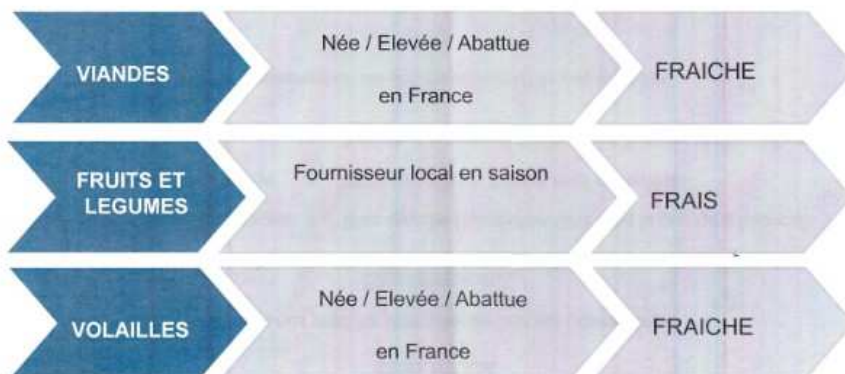 VIANDES
Née / Elevée / Abattue
en France
FRAICHE
FRUITS ET
LEGUMES
Fournisseur local en saison
FRAIS
VOLAILLES
Née / Elevée / Abattue
en France
FRAICHE